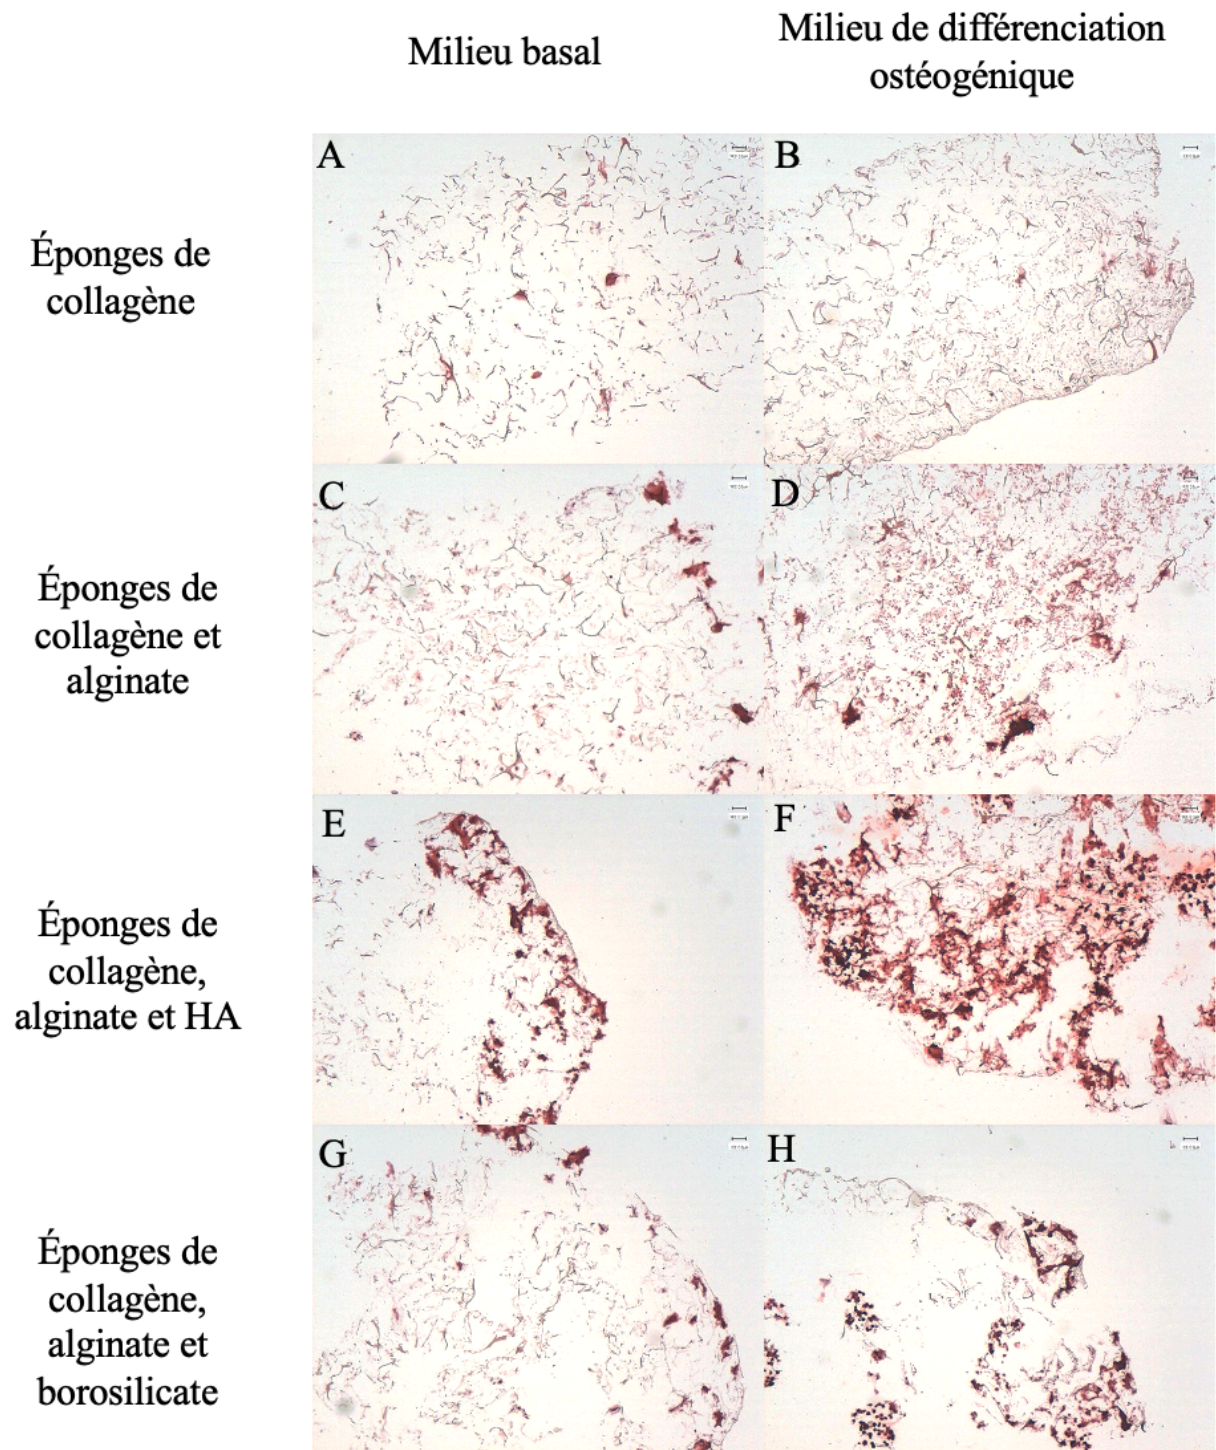 Milieu basal
Milieu de différenciation
ostéogénique
Éponges de
collagène
A
B
Éponges de
collagène et
alginate
C
D
Éponges de
collagène,
alginate et HA
E
F
Éponges de
collagène,
alginate et
borosilicate
G
H